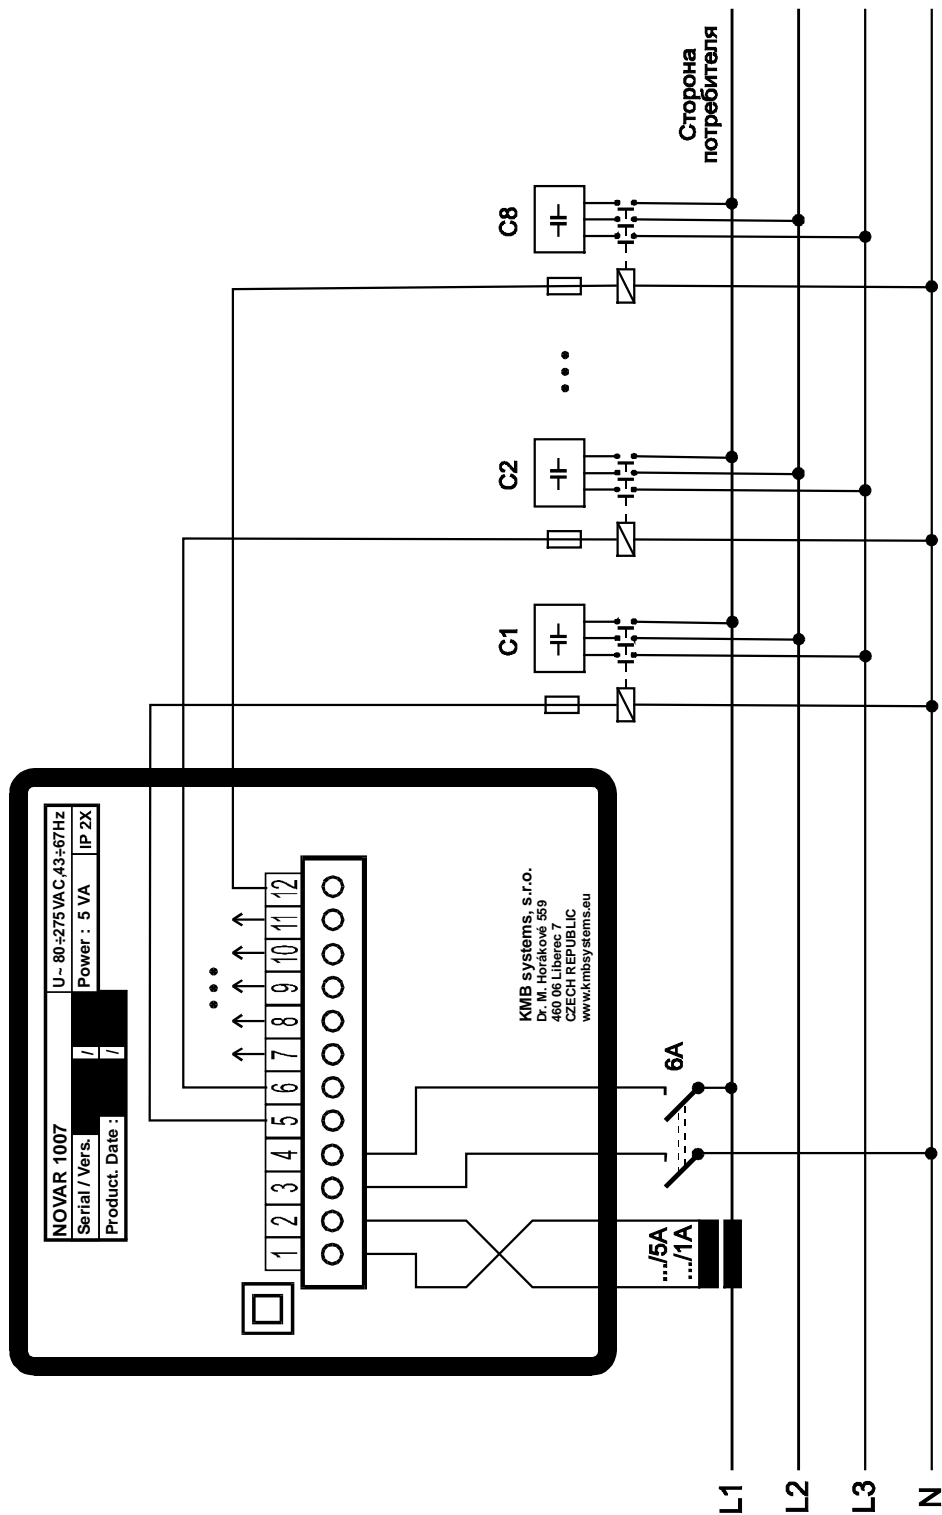 NOVAR 1007
U~ 80÷275VAC,43÷67Hz
Serial / Vers.
/
Power : 5 VA
IP 2X
Product. Date :
/
1
2
3
4
5
6
7
8
9
10
11
12
KMB systems, s.r.o.
Dr. M. Horákové 559
460 06 Liberec 7
CZECH REPUBLIC
www.kmbsystems.eu
C1
C2
C8
.../5A
.../1A
6A
Сторона
потребителя
L1
L2
L3
N